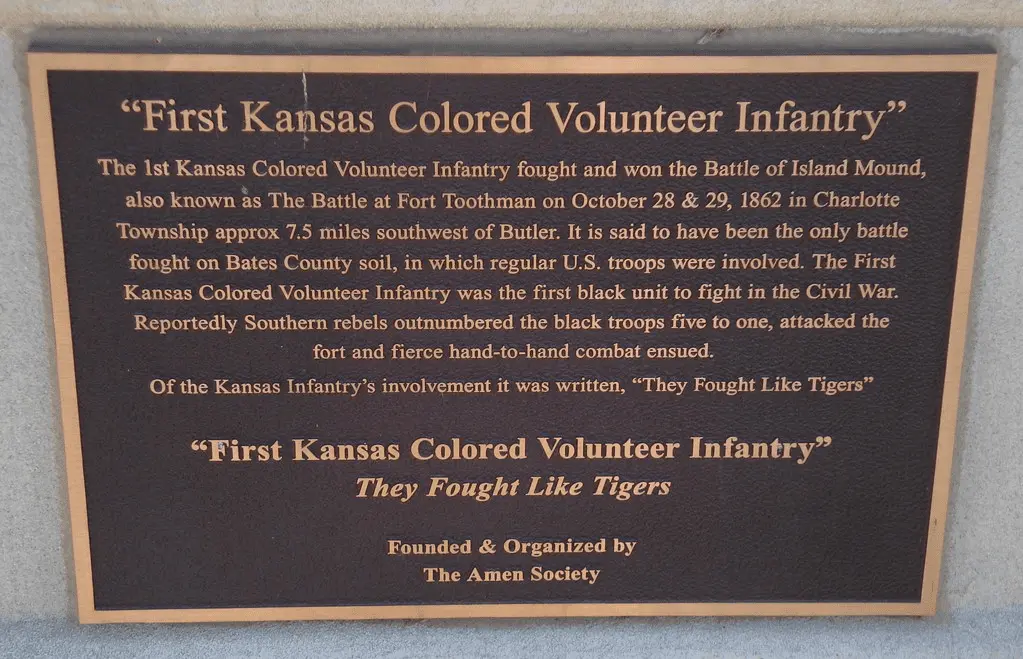 “First Kansas Colored Volunteer Infantry”
The 1st Kansas Colored Volunteer Infantry fought and won the Battle of Island Mound,
also known as The Battle at Fort Toothman on October 28 & 29, 1862 in Charlotte
Township approx 7.5 miles southwest of Butler. It is said to have been the only battle
fought on Bates County soil, in which regular U.S. troops were involved. The First
Kansas Colored Volunteer Infantry was the first black unit to fight in the Civil War.
Reportedly Southern rebels outnumbered the black troops five to one, attacked the
fort and fierce hand-to-hand combat ensued.
Of the Kansas Infantry’s involvement it was written, “They Fought Like Tigers”
“First Kansas Colored Volunteer Infantry”
They Fought Like Tigers
Founded & Organized by
The Amen Society